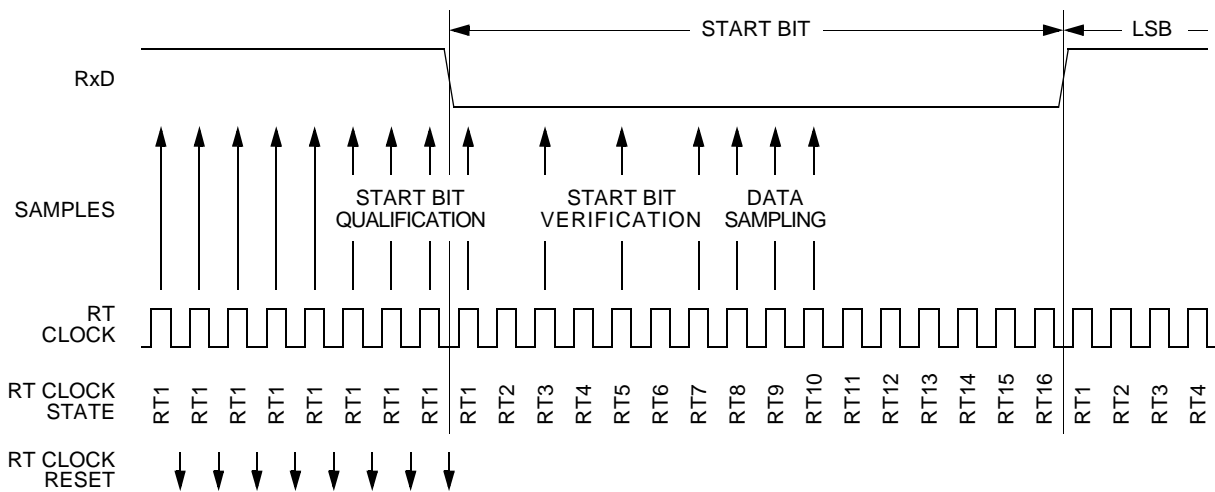 START BIT
LSB
RxD
SAMPLES
START BIT
QUALIFICATION
START BIT
VERIFICATION
DATA
SAMPLING
RT
CLOCK
RT CLOCK
STATE
RT1 RT1 RT1 RT1 RT1 RT1 RT1 RT1 RT1 RT2 RT3 RT4 RT5 RT6 RT7 RT8 RT9 RT10 RT11 RT12 RT13 RT14 RT15 RT16 RT1 RT2 RT3 RT4
RT CLOCK
RESET